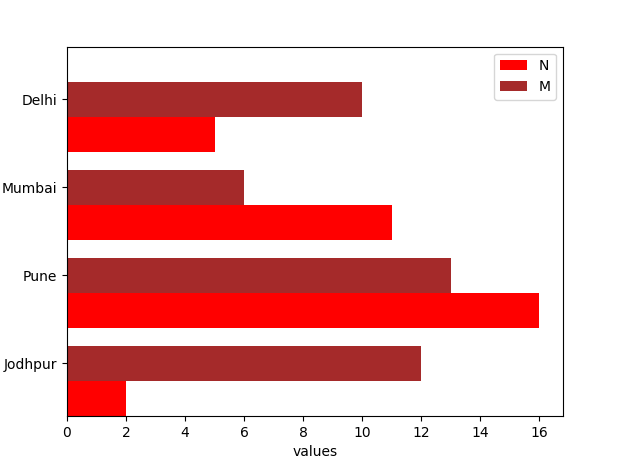 N
M
Delhi
Mumbai
Pune
Jodhpur
0 2 4 6 8 10 12 14 16
values